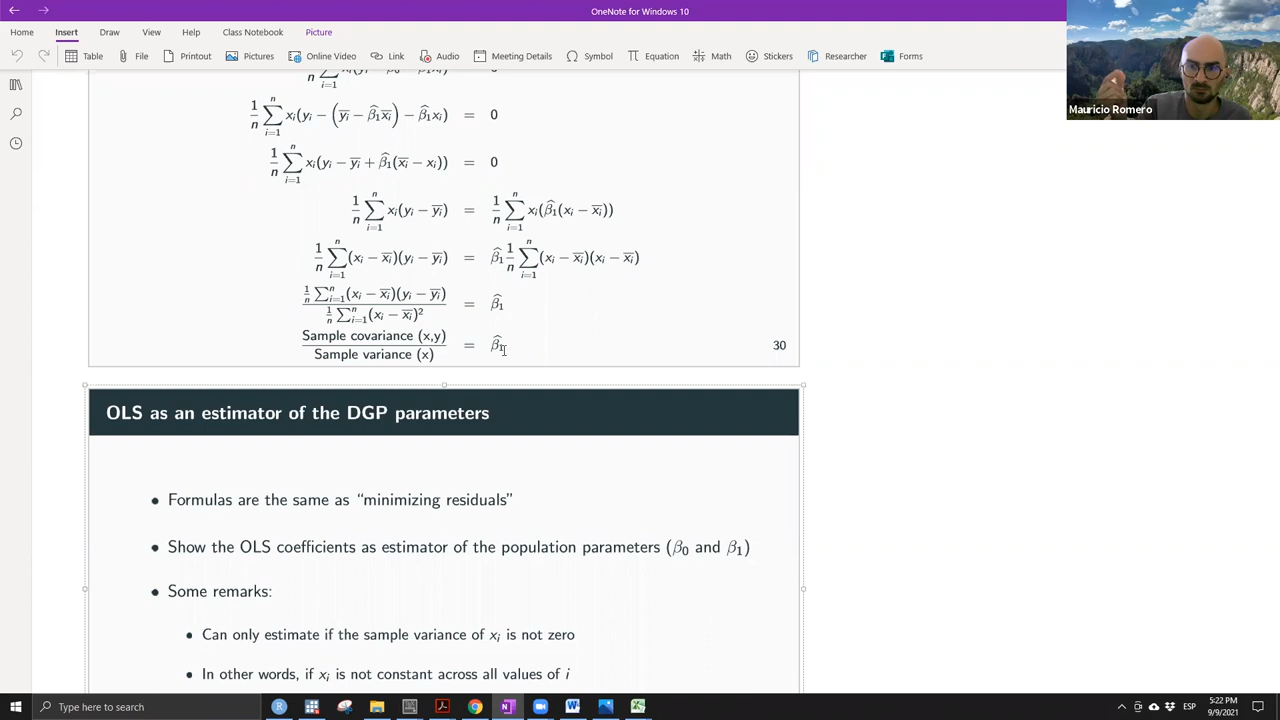 OneNote for Windows 10
Home Insert Draw View Help Class Notebook Picture
Table File Printout Pictures Online Video Link Audio Meeting Details Symbol Equation Math Stickers Researcher Forms
Mauricio Romero
1/n ∑_{i=1}^{n} x_i(y_i − (ȳ_i − β̂_1 x̄_i) − β̂_1 x_i) = 0
1/n ∑_{i=1}^{n} x_i(y_i − ȳ_i + β̂_1(x̄_i − x_i)) = 0
1/n ∑_{i=1}^{n} x_i(y_i − ȳ_i) = 1/n ∑_{i=1}^{n} x_i(β̂_1(x_i − x̄_i))
1/n ∑_{i=1}^{n} (x_i − x̄_i)(y_i − ȳ_i) = β̂_1 1/n ∑_{i=1}^{n} (x_i − x̄_i)(x_i − x̄_i)
1/n ∑_{i=1}^{n} (x_i − x̄_i)(y_i − ȳ_i) / 1/n ∑_{i=1}^{n} (x_i − x̄_i)² = β̂_1
Sample covariance (x,y) / Sample variance (x) = β̂_1
30
OLS as an estimator of the DGP parameters
• Formulas are the same as “minimizing residuals”
• Show the OLS coefficients as estimator of the population parameters (β_0 and β_1)
• Some remarks:
• Can only estimate if the sample variance of x_i is not zero
• In other words, if x_i is not constant across all values of i
Type here to search
ESP
5:22 PM
9/9/2021